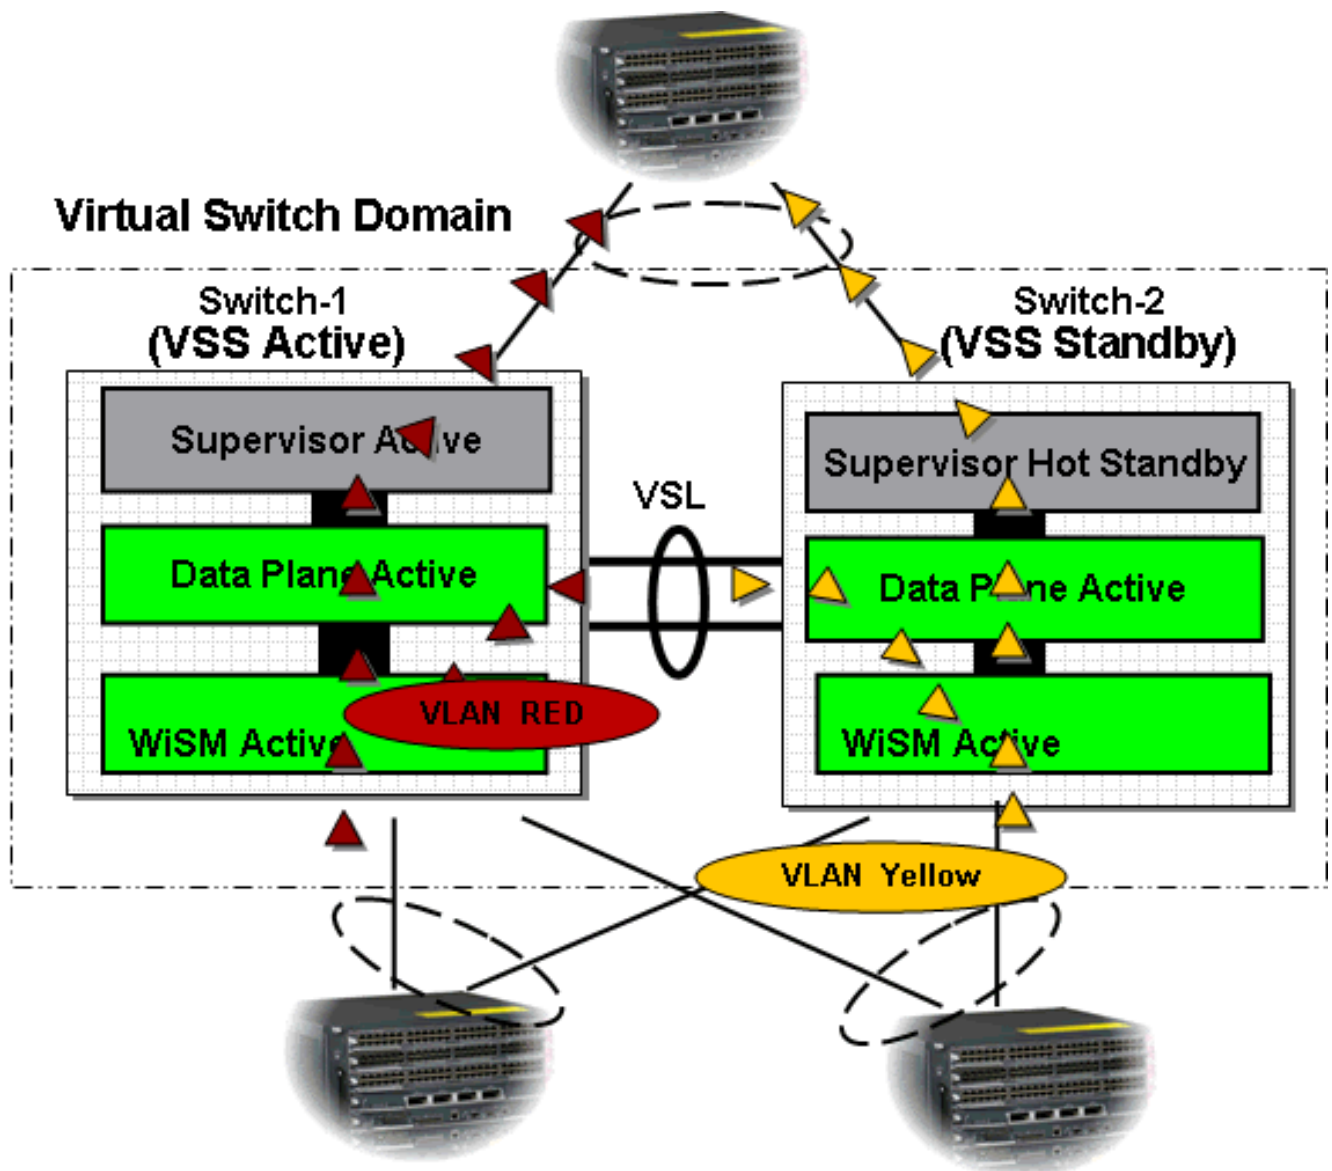 Virtual Switch Domain
Switch-1
(VSS Active)
Switch-2
(VSS Standby)
Supervisor Active
Supervisor Hot Standby
VSL
Data Plane Active
Data Plane Active
VLAN RED
WiSM Active
WiSM Active
VLAN Yellow